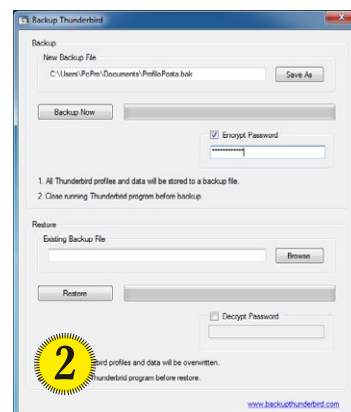 Backup Thunderbird
Backup
New Backup File
C:\Users\PcPro\Documents\ProfiloPosta.bak
Save As
Backup Now
Encrypt Password
************
1. All Thunderbird profiles and data will be stored to a backup file.
2. Close running Thunderbird program before backup.
Restore
Existing Backup File
Browse
Restore
Decrypt Password
bird profiles and data will be overwritten.
hunderbird program before restore.
2
www.backupthunderbird.com